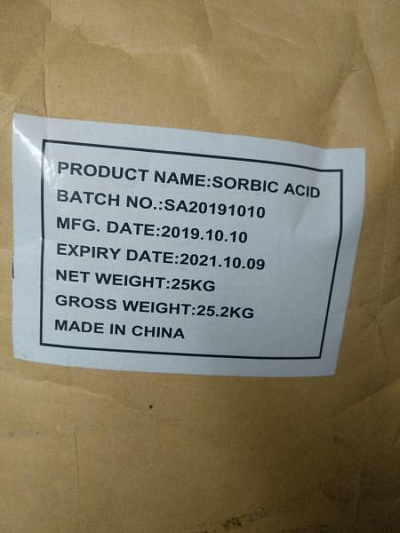 PRODUCT NAME:SORBIC ACID
BATCH NO.:SA20191010
MFG. DATE:2019.10.10
EXPIRY DATE:2021.10.09
NET WEIGHT:25KG
GROSS WEIGHT:25.2KG
MADE IN CHINA